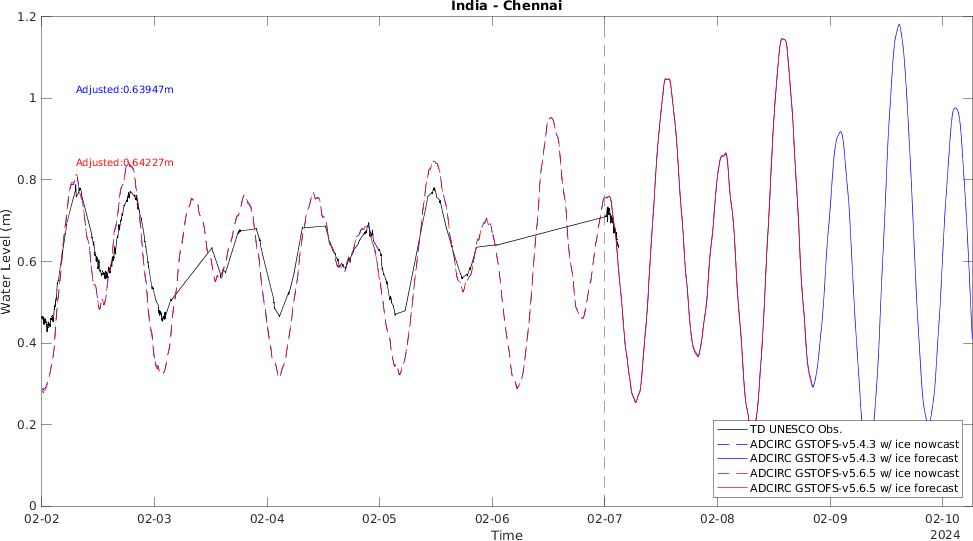 India - Chennai
1.2
1
0.8
0.6
0.4
0.2
0
Water Level (m)
Adjusted:0.63947m
Adjusted:0.64227m
TD UNESCO Obs.
ADCIRC GSTOFS-v5.4.3 w/ ice nowcast
ADCIRC GSTOFS-v5.4.3 w/ ice forecast
ADCIRC GSTOFS-v5.6.5 w/ ice nowcast
ADCIRC GSTOFS-v5.6.5 w/ ice forecast
02-02 02-03 02-04 02-05 02-06 02-07 02-08 02-09 02-10
Time
2024